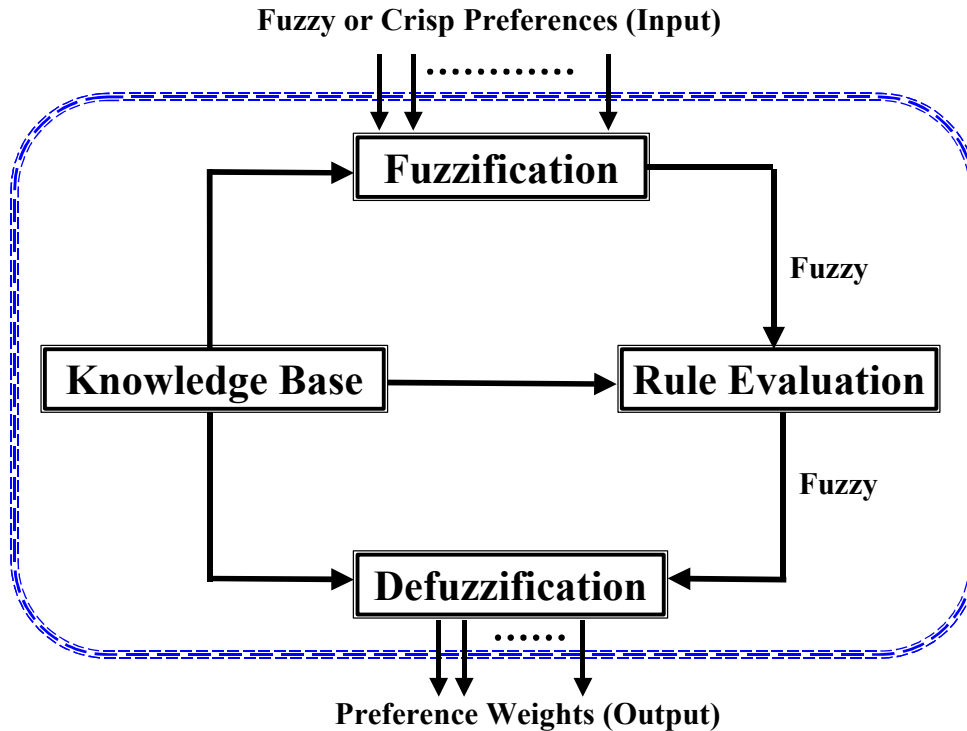 Fuzzy or Crisp Preferences (Input)
Fuzzification
Fuzzy
Knowledge Base
Rule Evaluation
Fuzzy
Defuzzification
Preference Weights (Output)